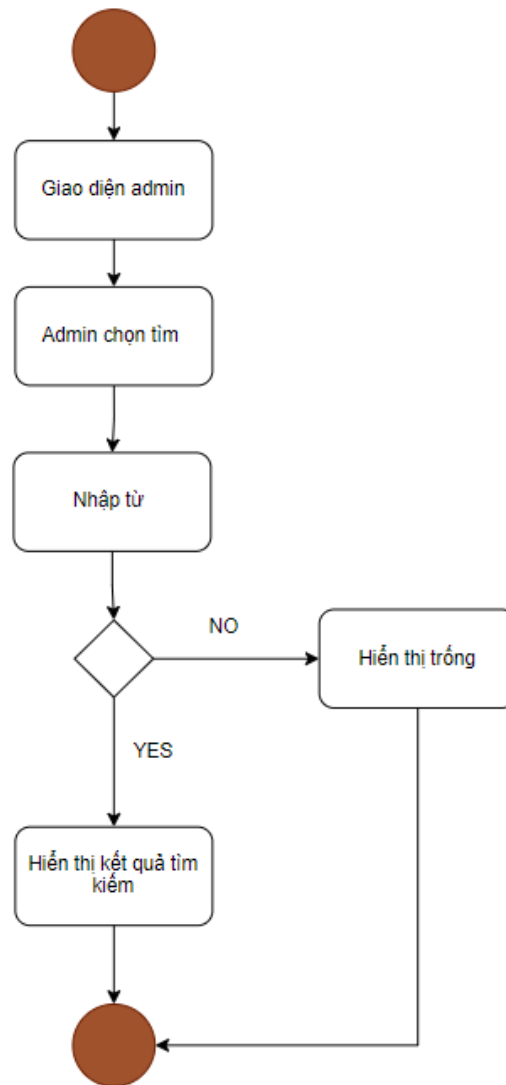 Giao diện admin
Admin chọn tìm
Nhập từ
NO
Hiển thị trống
YES
Hiển thị kết quả tìm
kiếm